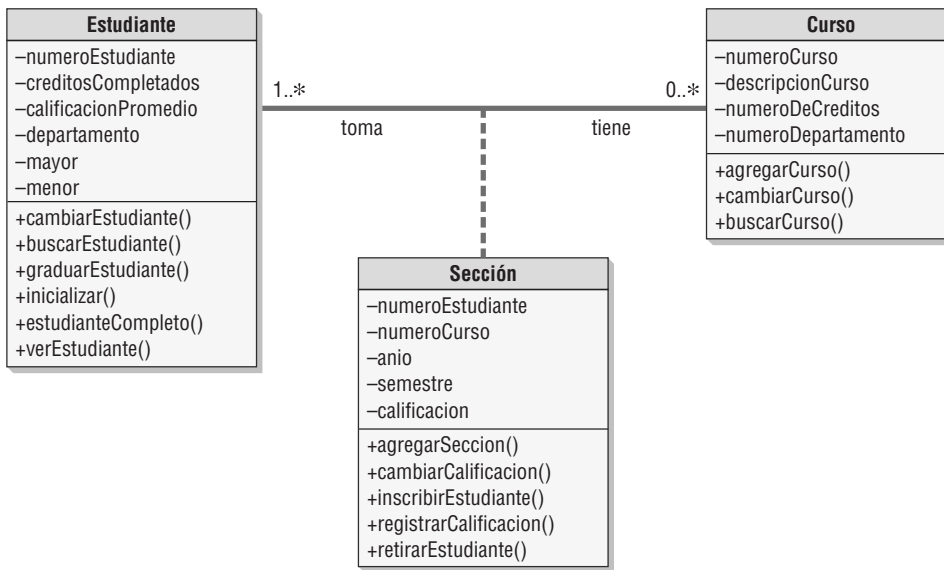 Estudiante
–numeroEstudiante
–creditosCompletados
–calificacionPromedio
–departamento
–mayor
–menor
+cambiarEstudiante()
+buscarEstudiante()
+graduarEstudiante()
+inicializar()
+estudianteCompleto()
+verEstudiante()
1..*
0..*
toma
tiene
Curso
–numeroCurso
–descripcionCurso
–numeroDeCreditos
–numeroDepartamento
+agregarCurso()
+cambiarCurso()
+buscarCurso()
Sección
–numeroEstudiante
–numeroCurso
–anio
–semestre
–calificacion
+agregarSeccion()
+cambiarCalificacion()
+inscribirEstudiante()
+registrarCalificacion()
+retirarEstudiante()